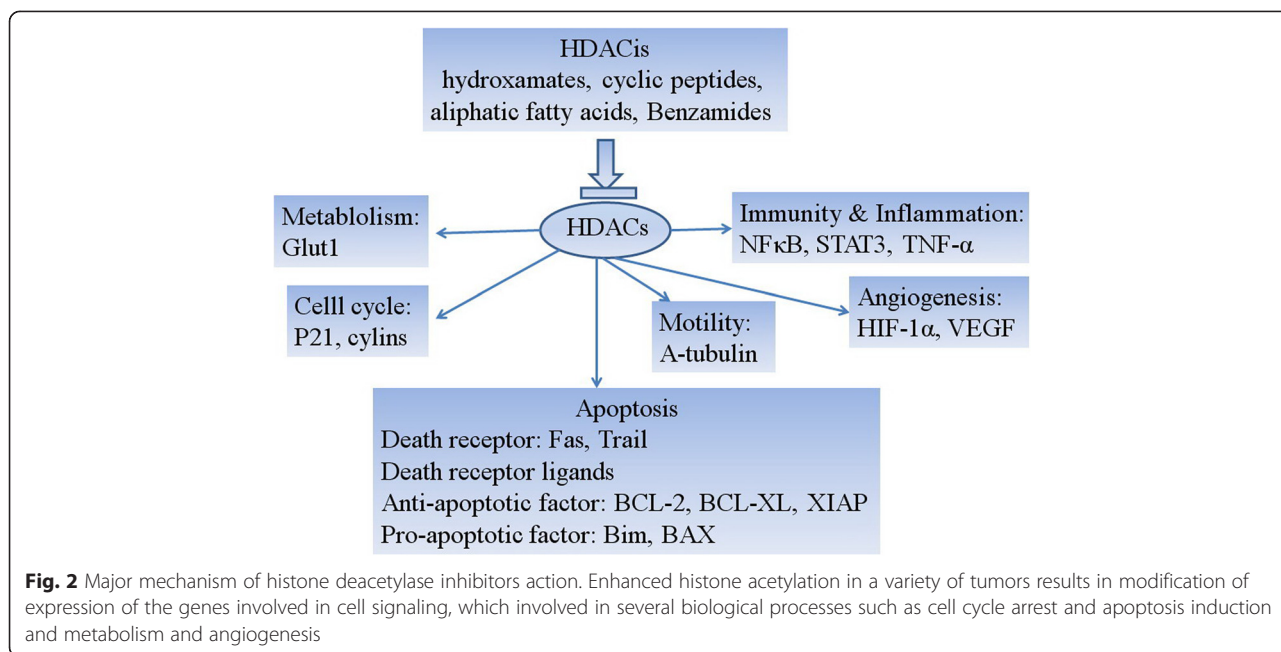 HDACis
hydroxamates, cyclic peptides,
aliphatic fatty acids, Benzamides
HDACs
Metablolism:
Glut1
Immunity & Inflammation:
NFκB, STAT3, TNF-α
Celll cycle:
P21, cylins
Motility:
A-tubulin
Angiogenesis:
HIF-1α, VEGF
Apoptosis
Death receptor: Fas, Trail
Death receptor ligands
Anti-apoptotic factor: BCL-2, BCL-XL, XIAP
Pro-apoptotic factor: Bim, BAX
Fig. 2 Major mechanism of histone deacetylase inhibitors action. Enhanced histone acetylation in a variety of tumors results in modification of
expression of the genes involved in cell signaling, which involved in several biological processes such as cell cycle arrest and apoptosis induction
and metabolism and angiogenesis